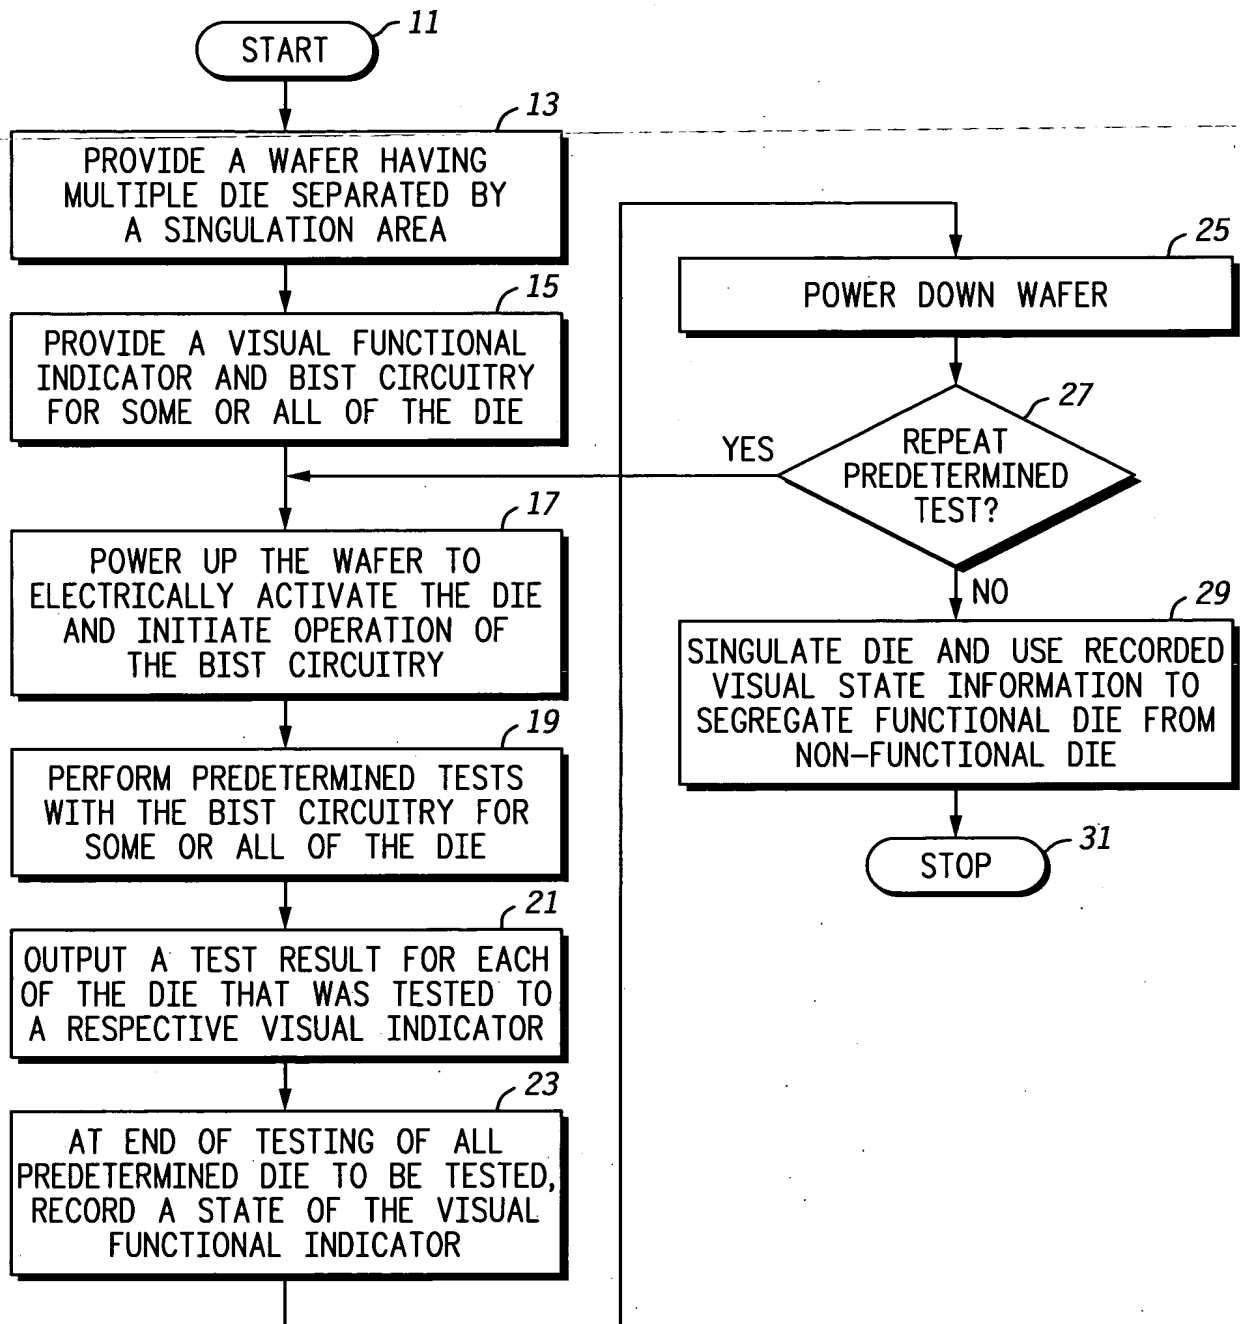 START
11
13
PROVIDE A WAFER HAVING
MULTIPLE DIE SEPARATED BY
A SINGULATION AREA
15
PROVIDE A VISUAL FUNCTIONAL
INDICATOR AND BIST CIRCUITRY
FOR SOME OR ALL OF THE DIE
17
POWER UP THE WAFER TO
ELECTRICALLY ACTIVATE THE DIE
AND INITIATE OPERATION OF
THE BIST CIRCUITRY
19
PERFORM PREDETERMINED TESTS
WITH THE BIST CIRCUITRY FOR
SOME OR ALL OF THE DIE
21
OUTPUT A TEST RESULT FOR EACH
OF THE DIE THAT WAS TESTED TO
A RESPECTIVE VISUAL INDICATOR
23
AT END OF TESTING OF ALL
PREDETERMINED DIE TO BE TESTED,
RECORD A STATE OF THE VISUAL
FUNCTIONAL INDICATOR
25
POWER DOWN WAFER
27
YES
REPEAT
PREDETERMINED
TEST?
NO
29
SINGULATE DIE AND USE RECORDED
VISUAL STATE INFORMATION TO
SEGREGATE FUNCTIONAL DIE FROM
NON-FUNCTIONAL DIE
31
STOP